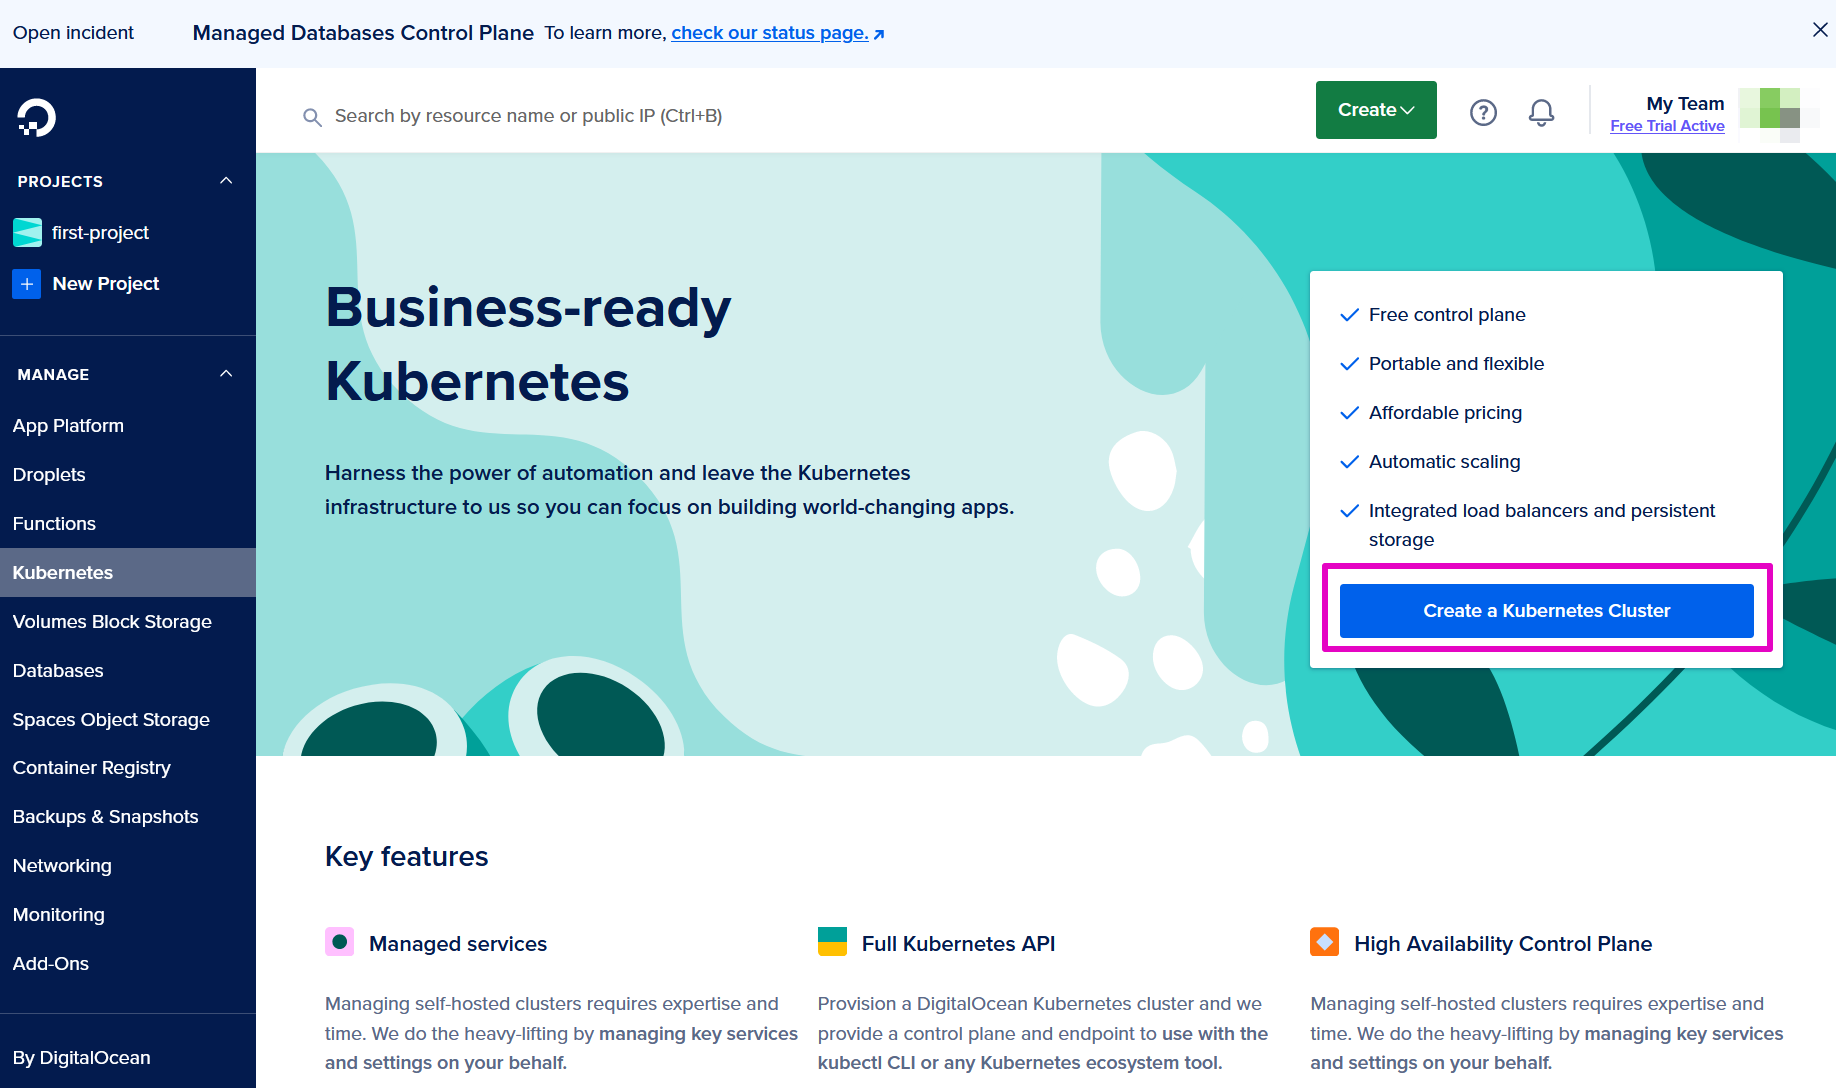 Open incident
Managed Databases Control Plane To learn more, check our status page.
Search by resource name or public IP (Ctrl+B)
Create
?
My Team
Free Trial Active
PROJECTS
first-project
New Project
MANAGE
App Platform
Droplets
Functions
Kubernetes
Volumes Block Storage
Databases
Spaces Object Storage
Container Registry
Backups & Snapshots
Networking
Monitoring
Add-Ons
By DigitalOcean
Business-ready
Kubernetes
Harness the power of automation and leave the Kubernetes
infrastructure to us so you can focus on building world-changing apps.
Free control plane
Portable and flexible
Affordable pricing
Automatic scaling
Integrated load balancers and persistent
storage
Create a Kubernetes Cluster
Key features
Managed services
Managing self-hosted clusters requires expertise and
time. We do the heavy-lifting by managing key services
and settings on your behalf.
Full Kubernetes API
Provision a DigitalOcean Kubernetes cluster and we
provide a control plane and endpoint to use with the
kubectl CLI or any Kubernetes ecosystem tool.
High Availability Control Plane
Managing self-hosted clusters requires expertise and
time. We do the heavy-lifting by managing key services
and settings on your behalf.